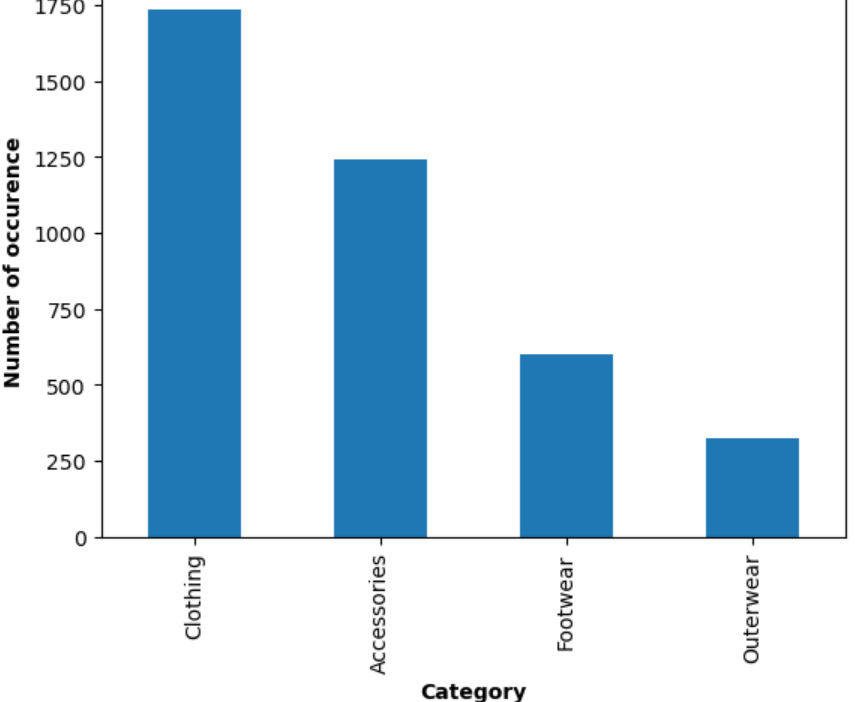 Number of occurence
1750
1500
1250
1000
750
500
250
0
Clothing
Accessories
Footwear
Outerwear
Category